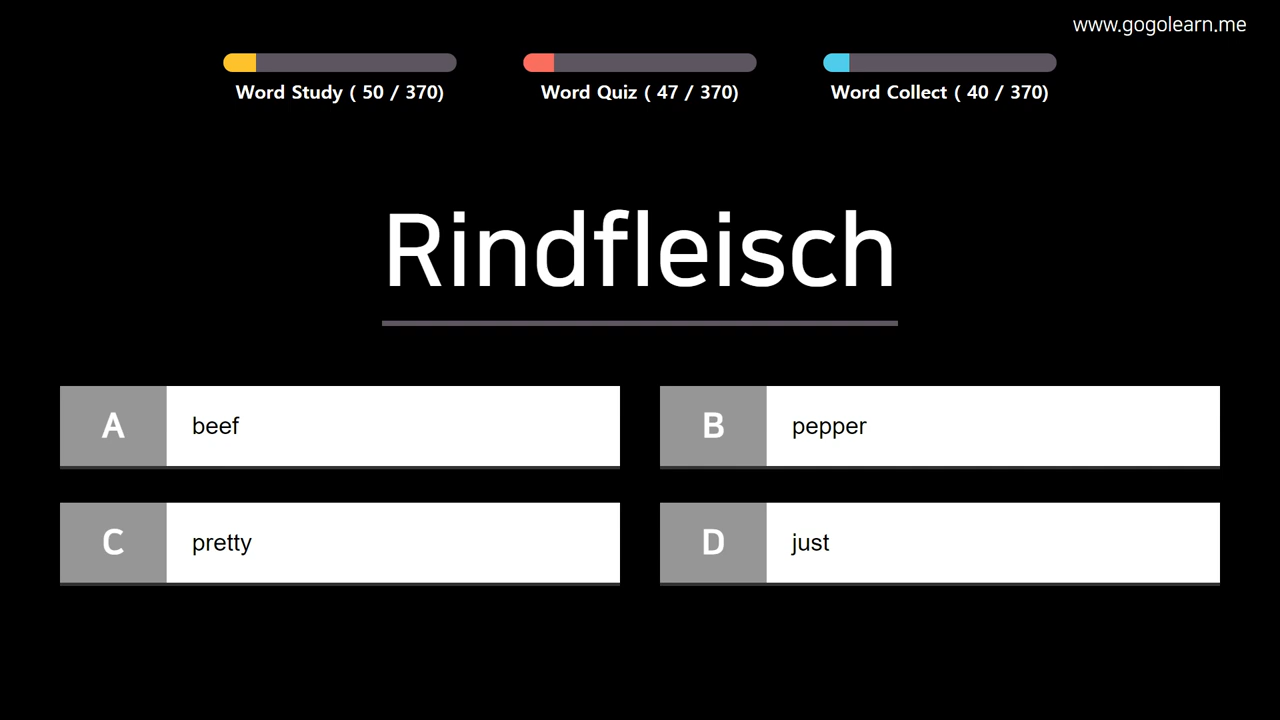 www.gogolearn.me
Word Study ( 50 / 370)
Word Quiz ( 47 / 370)
Word Collect ( 40 / 370)
Rindfleisch
A beef
B pepper
C pretty
D just